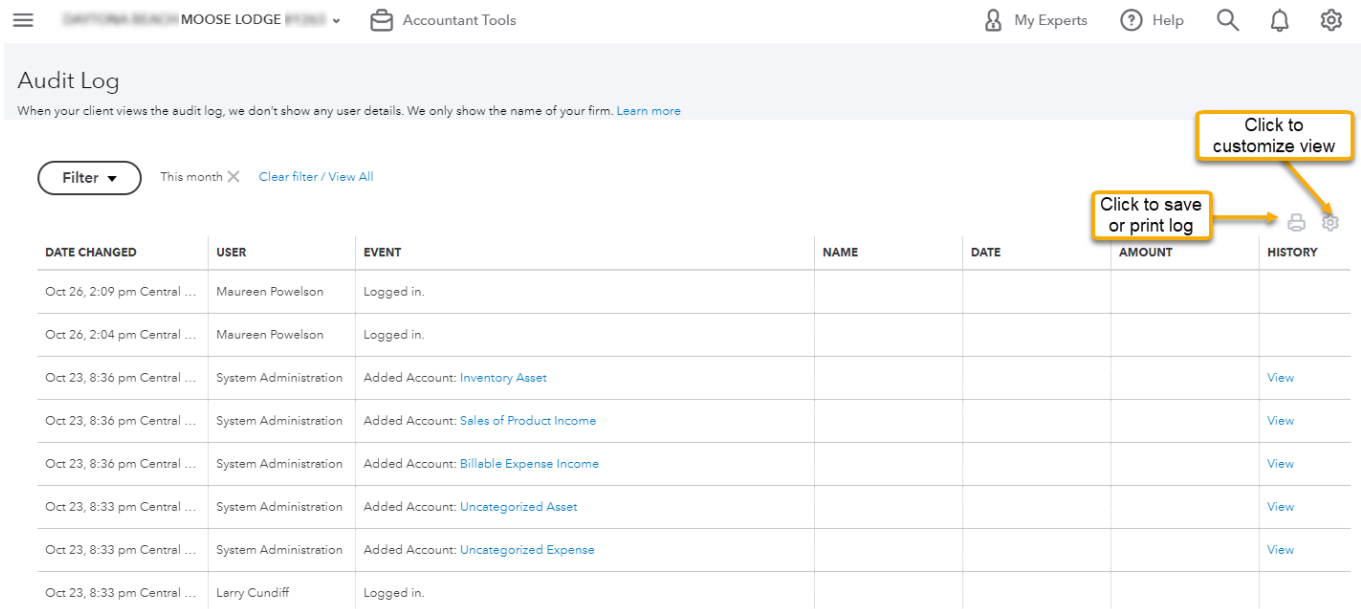 MOOSE LODGE Accountant Tools My Experts Help
Audit Log
When your client views the audit log, we don't show any user details. We only show the name of your firm. Learn more
Click to
customize view
Filter This month Clear filter / View All
Click to save
or print log
DATE CHANGED USER EVENT NAME DATE AMOUNT HISTORY
Oct 26, 2:09 pm Central ... Maureen Powelson Logged in.
Oct 26, 2:04 pm Central ... Maureen Powelson Logged in.
Oct 23, 8:36 pm Central ... System Administration Added Account: Inventory Asset View
Oct 23, 8:36 pm Central ... System Administration Added Account: Sales of Product Income View
Oct 23, 8:36 pm Central ... System Administration Added Account: Billable Expense Income View
Oct 23, 8:33 pm Central ... System Administration Added Account: Uncategorized Asset View
Oct 23, 8:33 pm Central ... System Administration Added Account: Uncategorized Expense View
Oct 23, 8:33 pm Central ... Larry Cundiff Logged in.